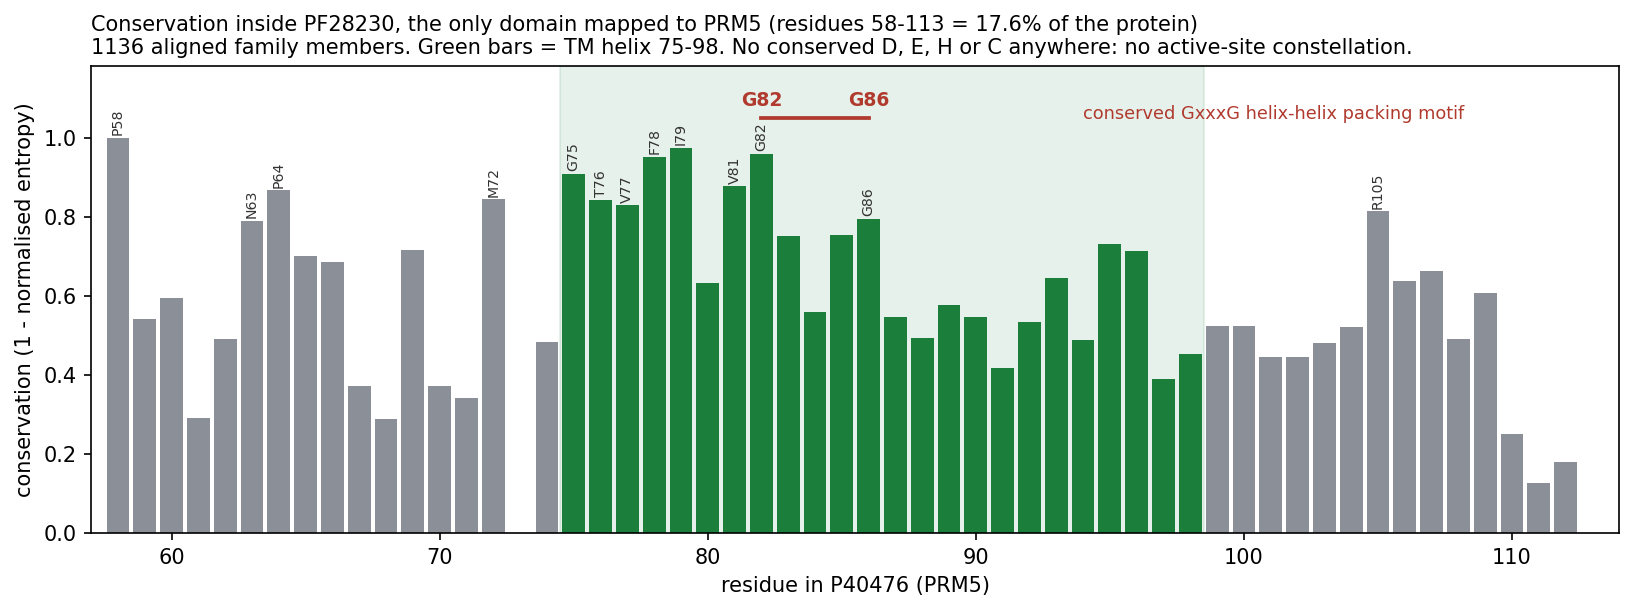 Conservation inside PF28230, the only domain mapped to PRM5 (residues 58-113 = 17.6% of the protein)
1136 aligned family members. Green bars = TM helix 75-98. No conserved D, E, H or C anywhere: no active-site constellation.
G82 G86
conserved GxxxG helix-helix packing motif
P58
N63
P64
M72
G75
T76
V77
F78
I79
V81
G82
G86
R105
conservation (1 - normalised entropy)
1.0
0.8
0.6
0.4
0.2
0.0
60 70 80 90 100 110
residue in P40476 (PRM5)